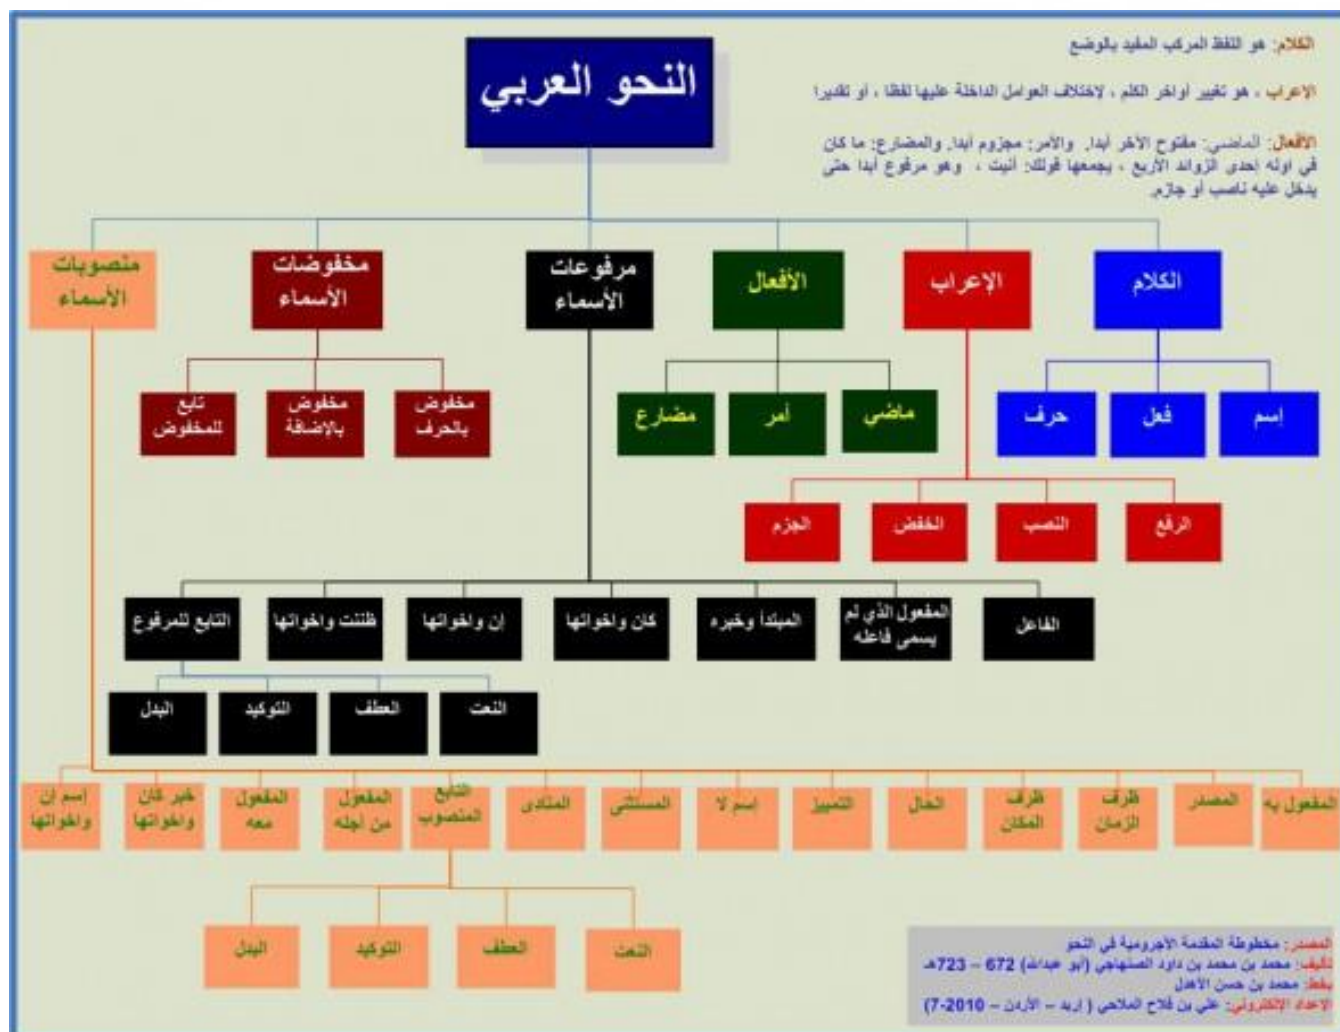 النحو العربي
الكلام: هو اللفظ المركب المفيد بالوضع
الإعراب ، هو تغيير أواخر الكلم ، لإختلاف العوامل الداخلة عليها لفظا ، أو تقديرا
الأفعال: الماضي: مفتوح الآخر أبدا, والأمر: مجزوم أبدا, والمضارع: ما كان
في اوله إحدى الزوائد الأربع ، يجمعها قولك: أنيت ، وهو مرفوع أبدا حتى
يدخل عليه ناصب أو جازم.
الكلام
الإعراب
الأفعال
مرفوعات
الأسماء
مخفوضات
الأسماء
منصوبات
الأسماء
إسم
فعل
حرف
ماضي
أمر
مضارع
مخفوض
بالحرف
مخفوض
بالإضافة
تابع
للمخفوض
الرفع
النصب
الخفض
الجزم
الفاعل
المفعول الذي لم
يسمى فاعله
المبتدأ وخبره
كان واخواتها
إن واخواتها
ظننت واخواتها
التابع للمرفوع
النعت
العطف
التوكيد
البدل
المفعول به
المصدر
ظرف
الزمان
ظرف
المكان
الحال
التمييز
إسم لا
المستثنى
المنادى
التابع
المنصوب
المفعول
من أجله
المفعول
معه
خبر كان
واخواتها
إسم إن
واخواتها
النعت
العطف
التوكيد
البدل
المصدر: مخطوطة المقدمة الأجرومية في النحو
تأليف: محمد بن محمد بن داود الصنهاجي (أبو عبدالله) 672 – 723هـ
بخط: محمد بن حسن الأهدل
الاعداد الإلكتروني: علي بن فلاح الملاحي ( إربد – الأردن – 2010-7)